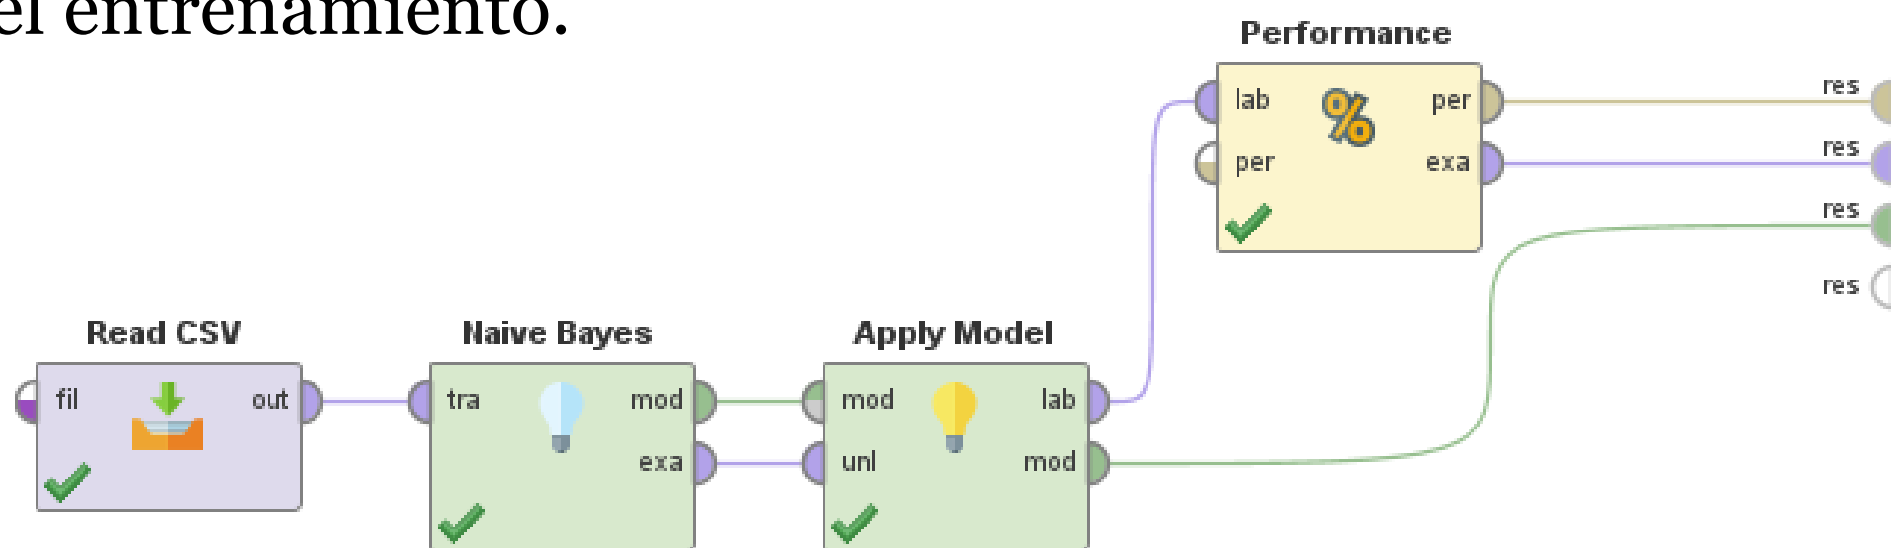 el entrenamiento.
Performance
lab per
per exa
res
res
res
res
Read CSV
fil out
Naive Bayes
tra mod
exa
Apply Model
mod lab
unl mod